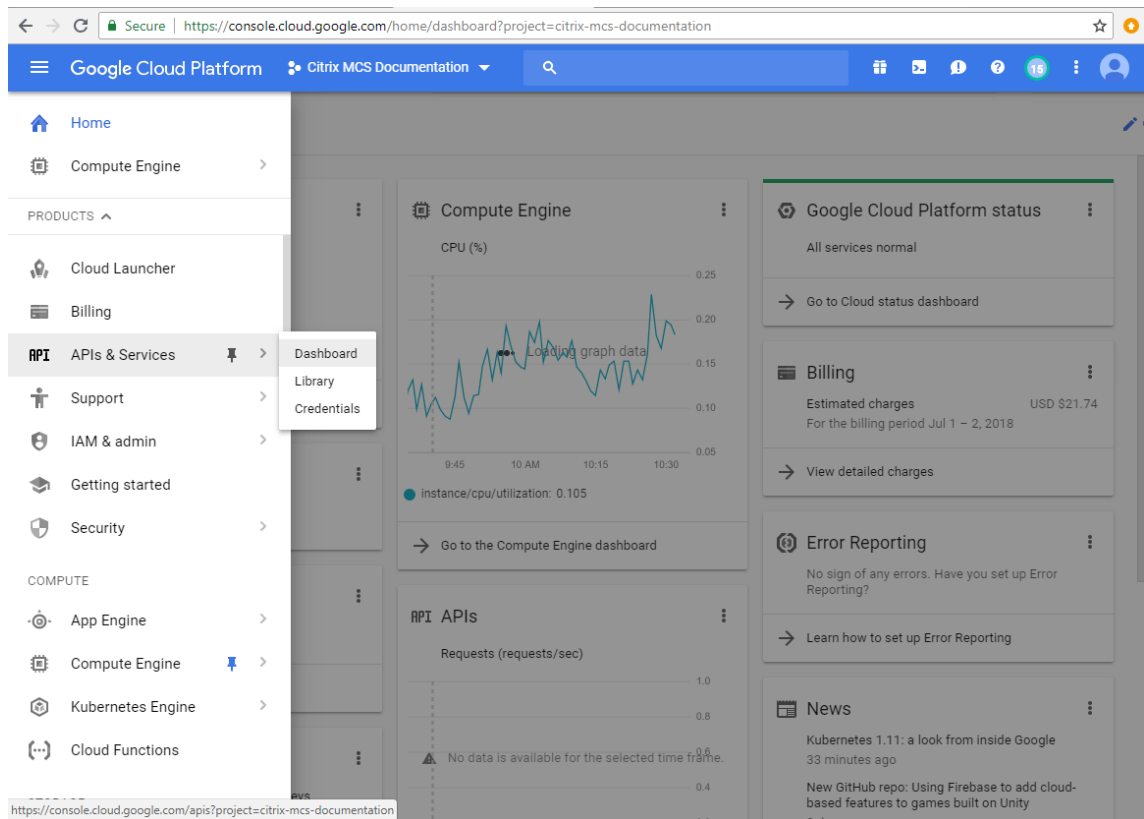 Secure https://console.cloud.google.com/home/dashboard?project=citrix-mcs-documentation
Google Cloud Platform
Citrix MCS Documentation
15
Home
Compute Engine
PRODUCTS
Cloud Launcher
Billing
API APIs & Services
Support
IAM & admin
Getting started
Security
COMPUTE
App Engine
Compute Engine
Kubernetes Engine
Cloud Functions
https://console.cloud.google.com/apis?project=citrix-mcs-documentation
Dashboard
Library
Credentials
Compute Engine
CPU (%)
0.25
0.20
Loading graph data
0.15
0.10
0.05
9:45 10 AM 10:15 10:30
instance/cpu/utilization: 0.105
Go to the Compute Engine dashboard
API APIs
Requests (requests/sec)
1.0
0.8
No data is available for the selected time frame.
0.6
0.4
Google Cloud Platform status
All services normal
Go to Cloud status dashboard
Billing
Estimated charges USD $21.74
For the billing period Jul 1 – 2, 2018
View detailed charges
Error Reporting
No sign of any errors. Have you set up Error
Reporting?
Learn how to set up Error Reporting
News
Kubernetes 1.11: a look from inside Google
33 minutes ago
New GitHub repo: Using Firebase to add cloud-
based features to games built on Unity